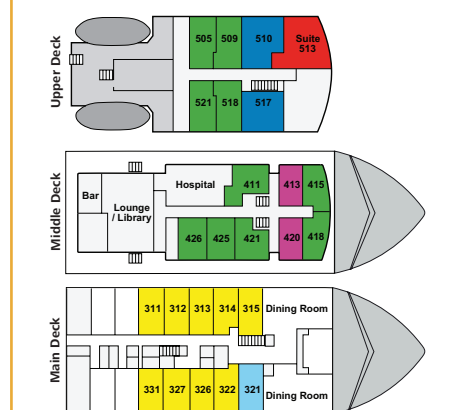 Upper Deck
505 509 510 Suite
513
521 518 517
Middle Deck
Bar
Lounge
/ Library
Hospital
411 413 415
426 425 421 420 418
Main Deck
311 312 313 314 315 Dining Room
331 327 326 322 321 Dining Room